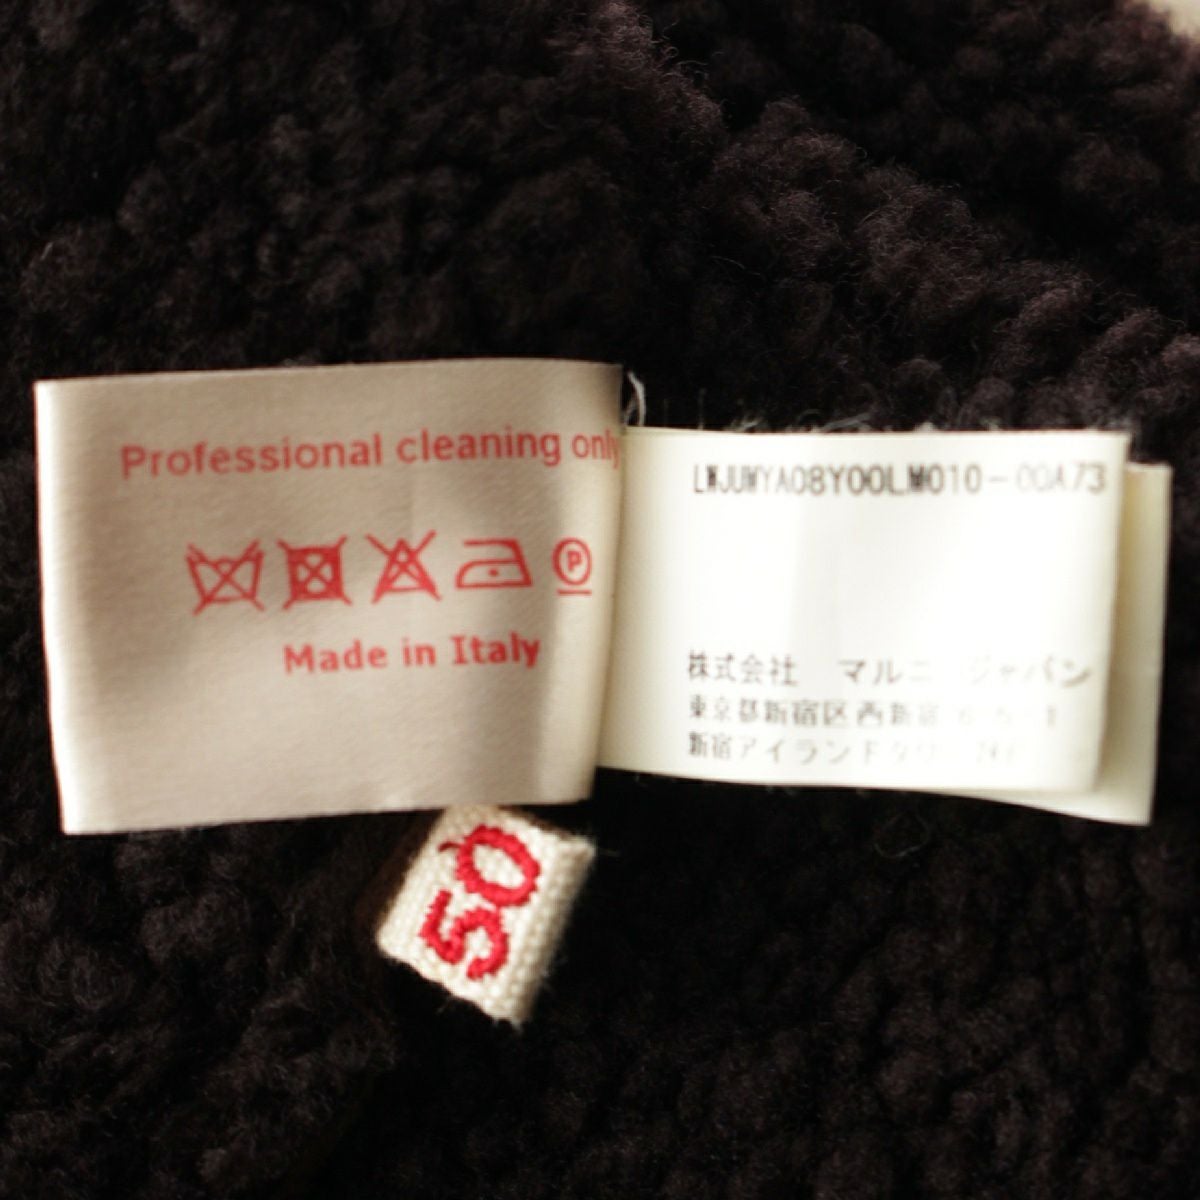 Professional cleaning only
P
Made in Italy
LWJUWYA08Y00LM010-00A73
株式会社 マルニ ジャパン
東京都新宿区西新宿
新宿アイランドタワー
50